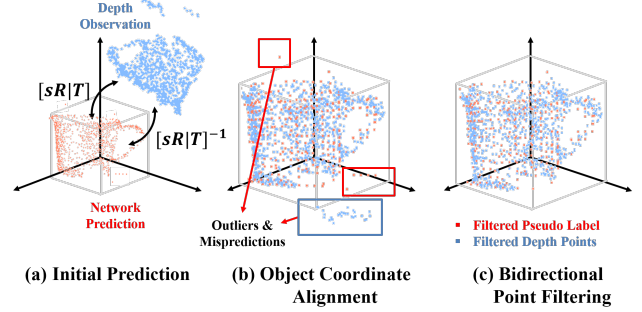 Depth
Observation
[sR|T]
[sR|T]⁻¹
Network
Prediction
(a) Initial Prediction
Outliers &
Mispredictions
(b) Object Coordinate
Alignment
Filtered Pseudo Label
Filtered Depth Points
(c) Bidirectional
Point Filtering